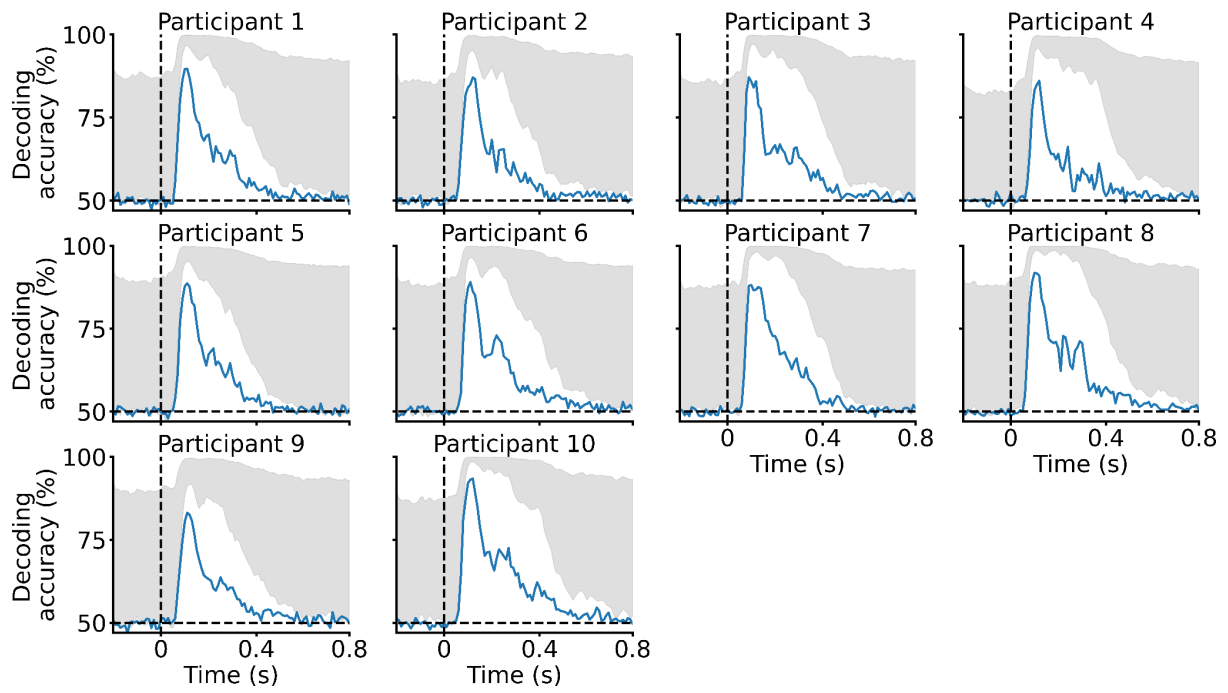 Participant 1
Participant 2
Participant 3
Participant 4
Decoding
accuracy (%)
100
75
50
Participant 5
Participant 6
Participant 7
Participant 8
Decoding
accuracy (%)
100
75
50
0
0.4
0.8
Time (s)
0
0.4
0.8
Time (s)
Participant 9
Participant 10
Decoding
accuracy (%)
100
75
50
0
0.4
0.8
Time (s)
0
0.4
0.8
Time (s)